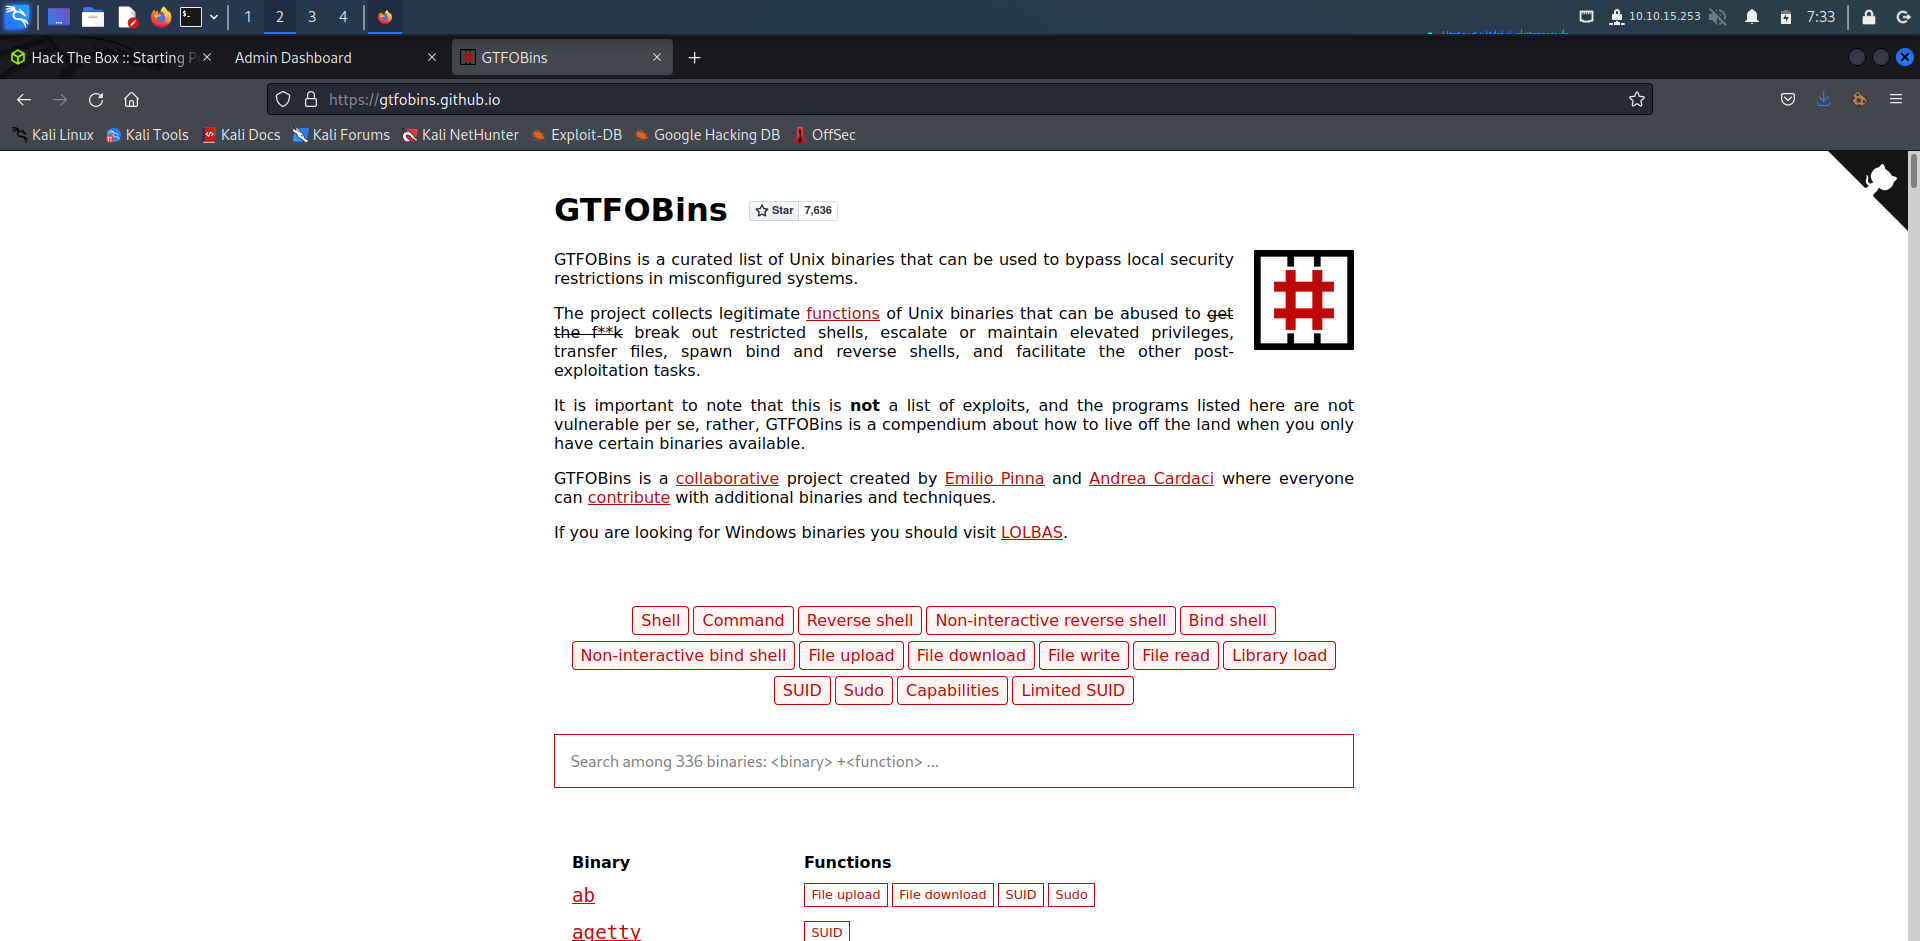 1 2 3 4 10.10.15.253 7:33
Hack The Box :: Starting Admin Dashboard GTFOBins
https://gtfobins.github.io
Kali Linux Kali Tools Kali Docs Kali Forums Kali NetHunter Exploit-DB Google Hacking DB OffSec
GTFOBins Star 7,636
GTFOBins is a curated list of Unix binaries that can be used to bypass local security
restrictions in misconfigured systems.
The project collects legitimate functions of Unix binaries that can be abused to get
the f**k break out restricted shells, escalate or maintain elevated privileges,
transfer files, spawn bind and reverse shells, and facilitate the other post-
exploitation tasks.
It is important to note that this is not a list of exploits, and the programs listed here are not
vulnerable per se, rather, GTFOBins is a compendium about how to live off the land when you only
have certain binaries available.
GTFOBins is a collaborative project created by Emilio Pinna and Andrea Cardaci where everyone
can contribute with additional binaries and techniques.
If you are looking for Windows binaries you should visit LOLBAS.
Shell Command Reverse shell Non-interactive reverse shell Bind shell
Non-interactive bind shell File upload File download File write File read Library load
SUID Sudo Capabilities Limited SUID
Search among 336 binaries: <binary> +<function> ...
Binary Functions
ab File upload File download SUID Sudo
agetty SUID